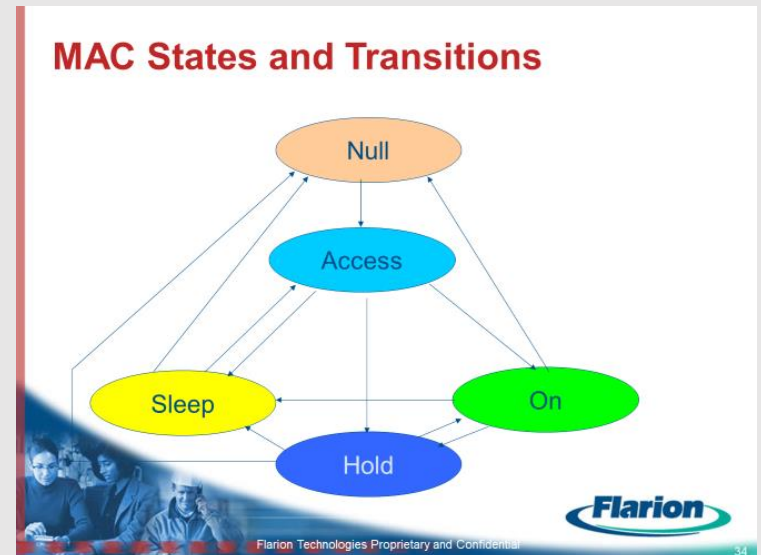 MAC States and Transitions
Null
Access
Sleep
On
Hold
Flarion
Flarion Technologies Proprietary and Confidential
34